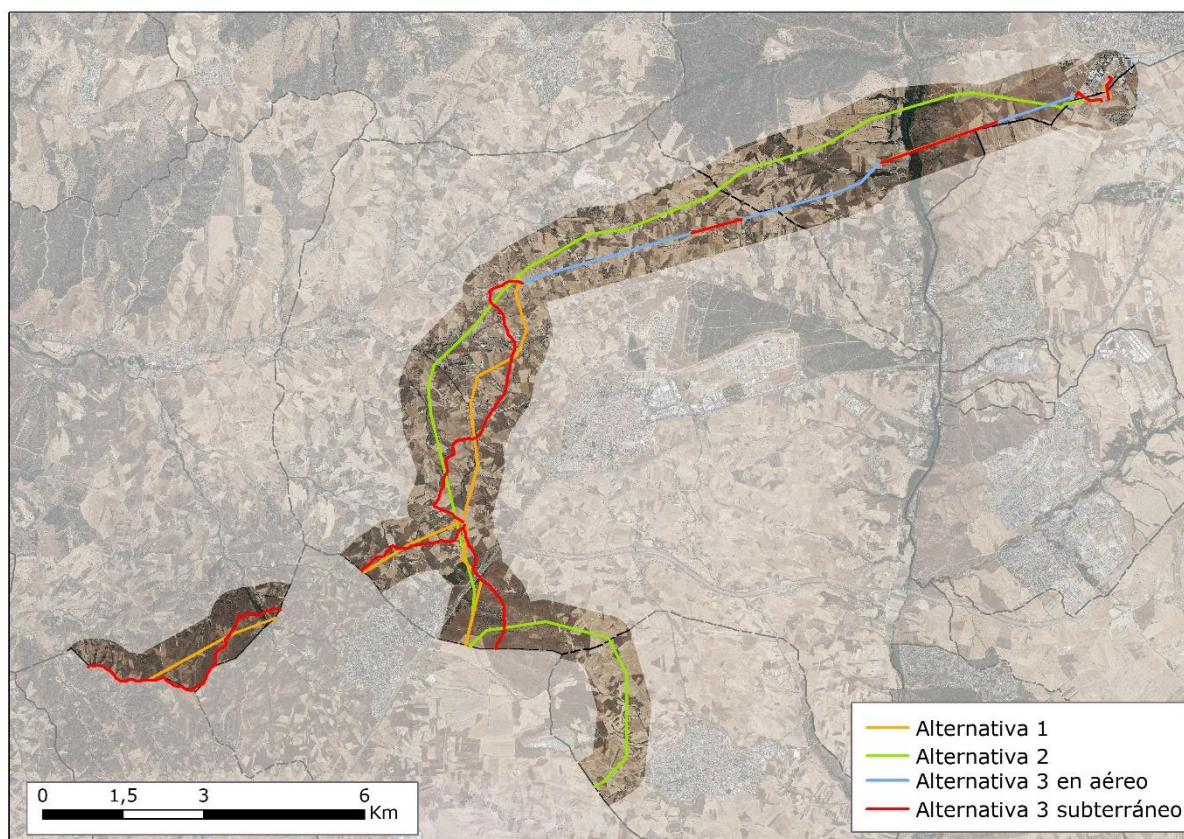 Alternativa 1
Alternativa 2
Alternativa 3 en aéreo
Alternativa 3 subterráneo
0 1,5 3 6
Km